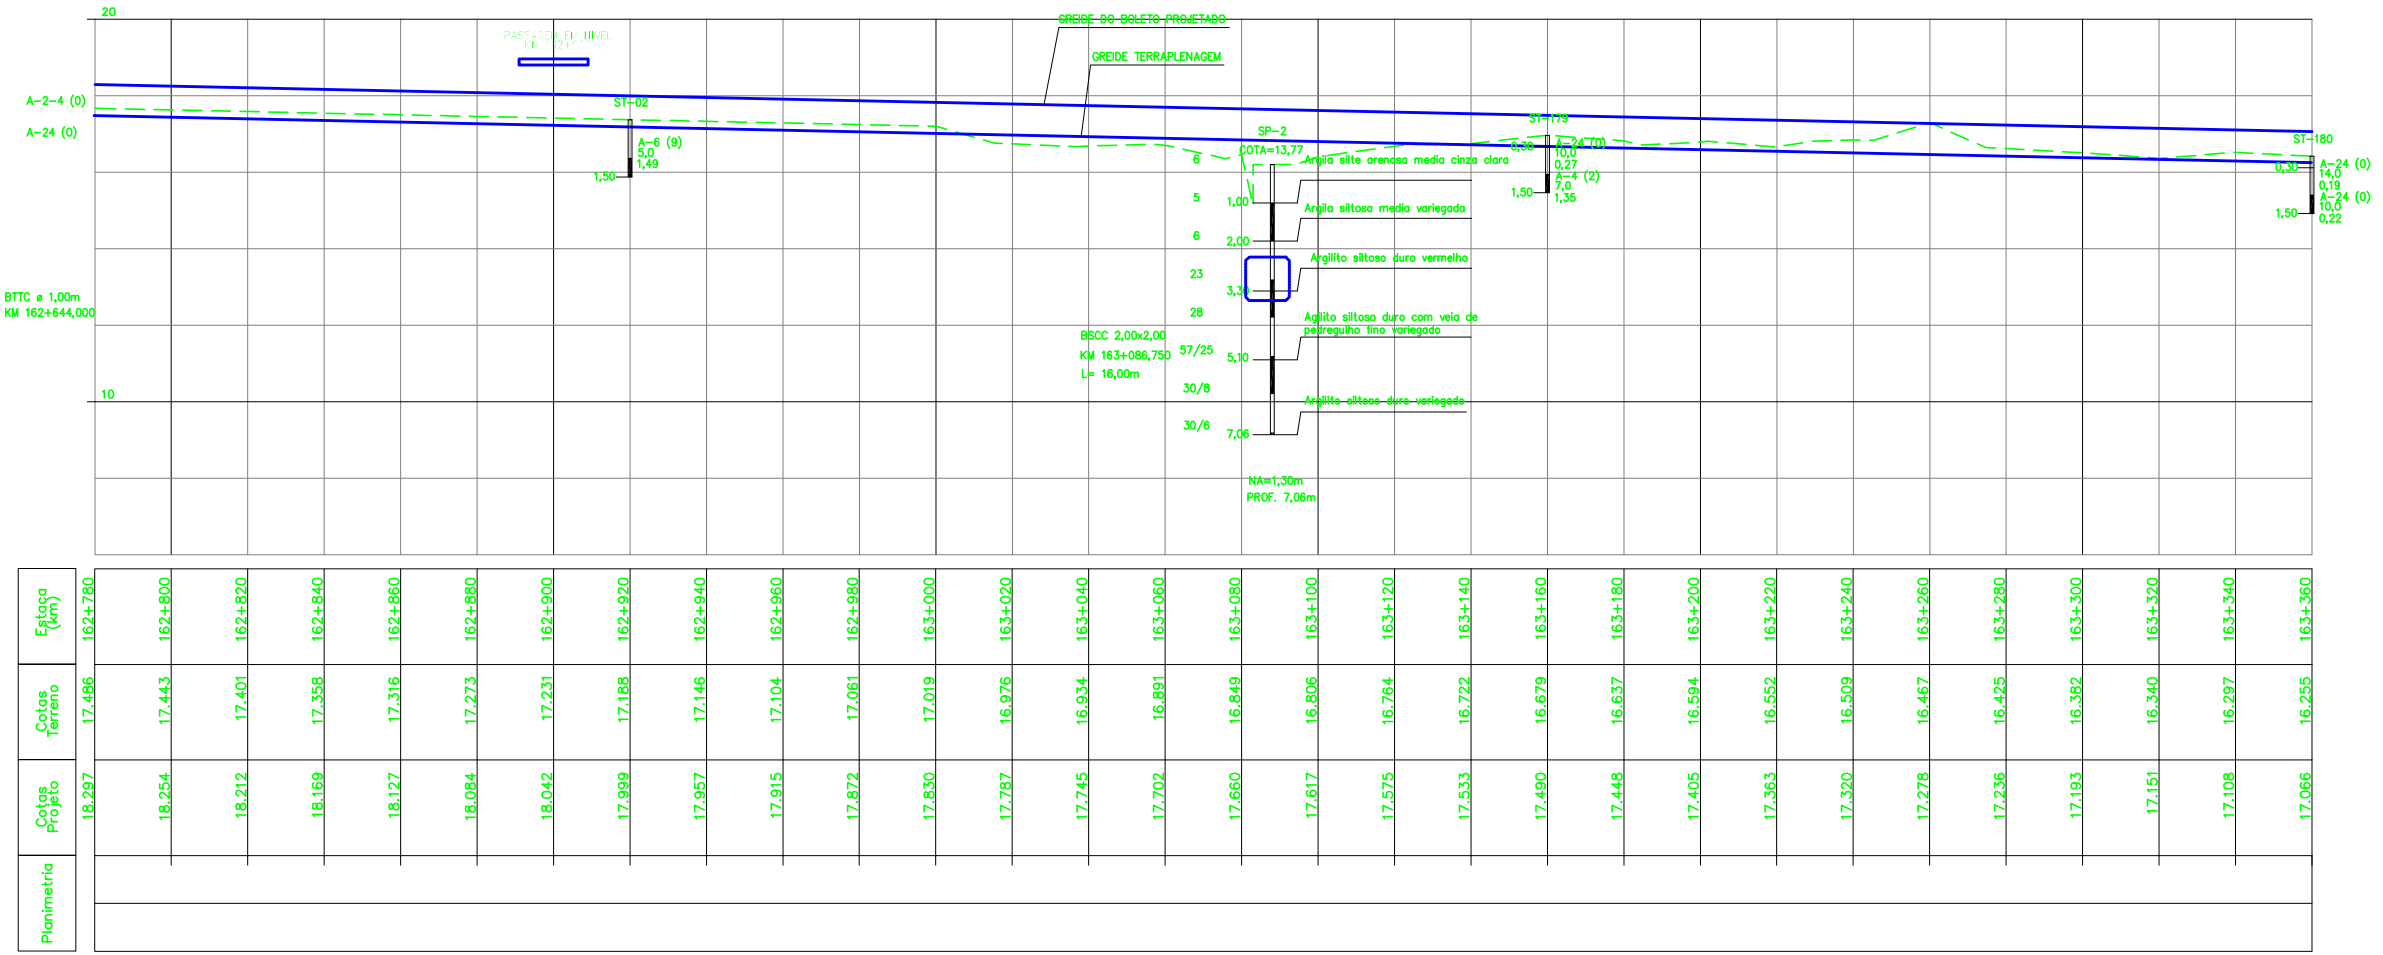 20
GREIDE DO BOLETO PROJETADO
PASSAGEM EM NIVEL
GREIDE TERRAPLENAGEM
A-2-4 (0)
A-24 (0)
ST-02
A-6 (9)
5,0
1,49
1,50
SP-2
COTA=13,77
6
Argila silte arenosa media cinza clara
5
1,00
Argila siltosa media variegada
6
2,00
Argilito siltoso duro vermelho
23
3,30
28
Agilito siltoso duro com veia de
pedregulho fino variegado
BSCC 2,00x2,00
KM 163+086,750
L= 16,00m
57/25
5,10
30/8
Argilito siltoso duro variegado
30/6
7,06
NA=1,30m
PROF. 7,06m
ST-179
0,30
A-24 (0)
10,0
0,27
A-4 (2)
7,0
1,35
1,50
ST-180
0,30
A-24 (0)
14,0
0,19
A-24 (0)
10,0
0,22
1,50
BTTC ø 1,00m
KM 162+644,000
10
Estaca
(km)
162+780 162+800 162+820 162+840 162+860 162+880 162+900 162+920 162+940 162+960 162+980 163+000 163+020 163+040 163+060 163+080 163+100 163+120 163+140 163+160 163+180 163+200 163+220 163+240 163+260 163+280 163+300 163+320 163+340 163+360
Cotas
Terreno
17.486 17.443 17.401 17.358 17.316 17.273 17.231 17.188 17.146 17.104 17.061 17.019 16.976 16.934 16.891 16.849 16.806 16.764 16.722 16.679 16.637 16.594 16.552 16.509 16.467 16.425 16.382 16.340 16.297 16.255
Cotas
Projeto
18.297 18.254 18.212 18.169 18.127 18.084 18.042 17.999 17.957 17.915 17.872 17.830 17.787 17.745 17.702 17.660 17.617 17.575 17.533 17.490 17.448 17.405 17.363 17.320 17.278 17.236 17.193 17.151 17.108 17.066
Planimetria